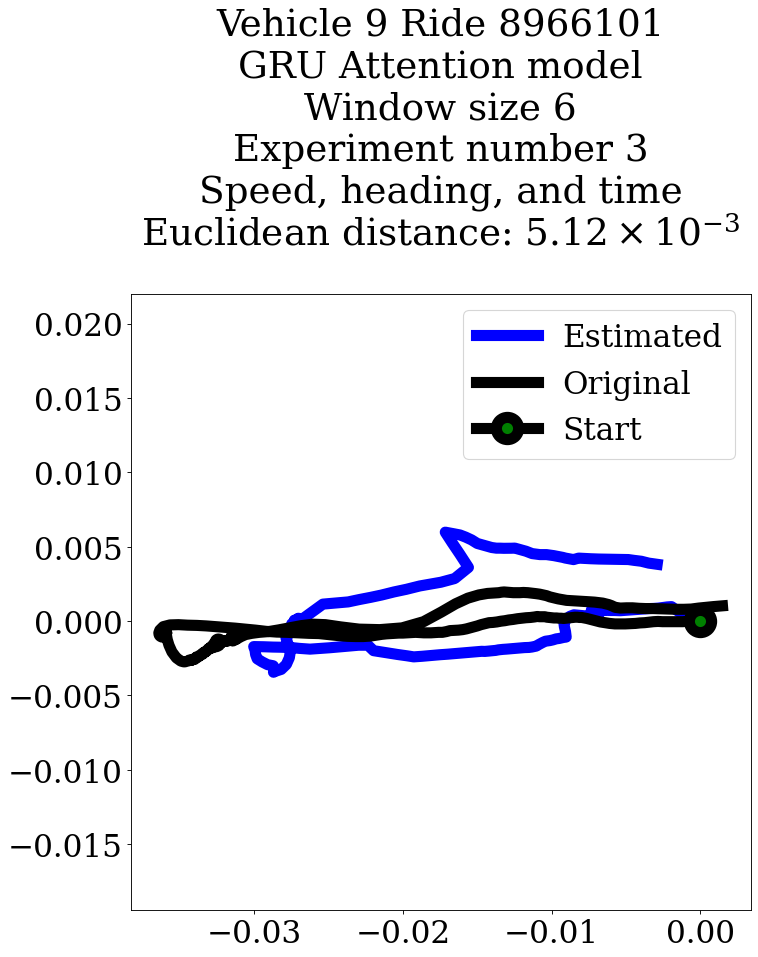 Vehicle 9 Ride 8966101
GRU Attention model
Window size 6
Experiment number 3
Speed, heading, and time
Euclidean distance: 5.12 × 10⁻³
Estimated
Original
Start
0.020
0.015
0.010
0.005
0.000
−0.005
−0.010
−0.015
−0.03 −0.02 −0.01 0.00